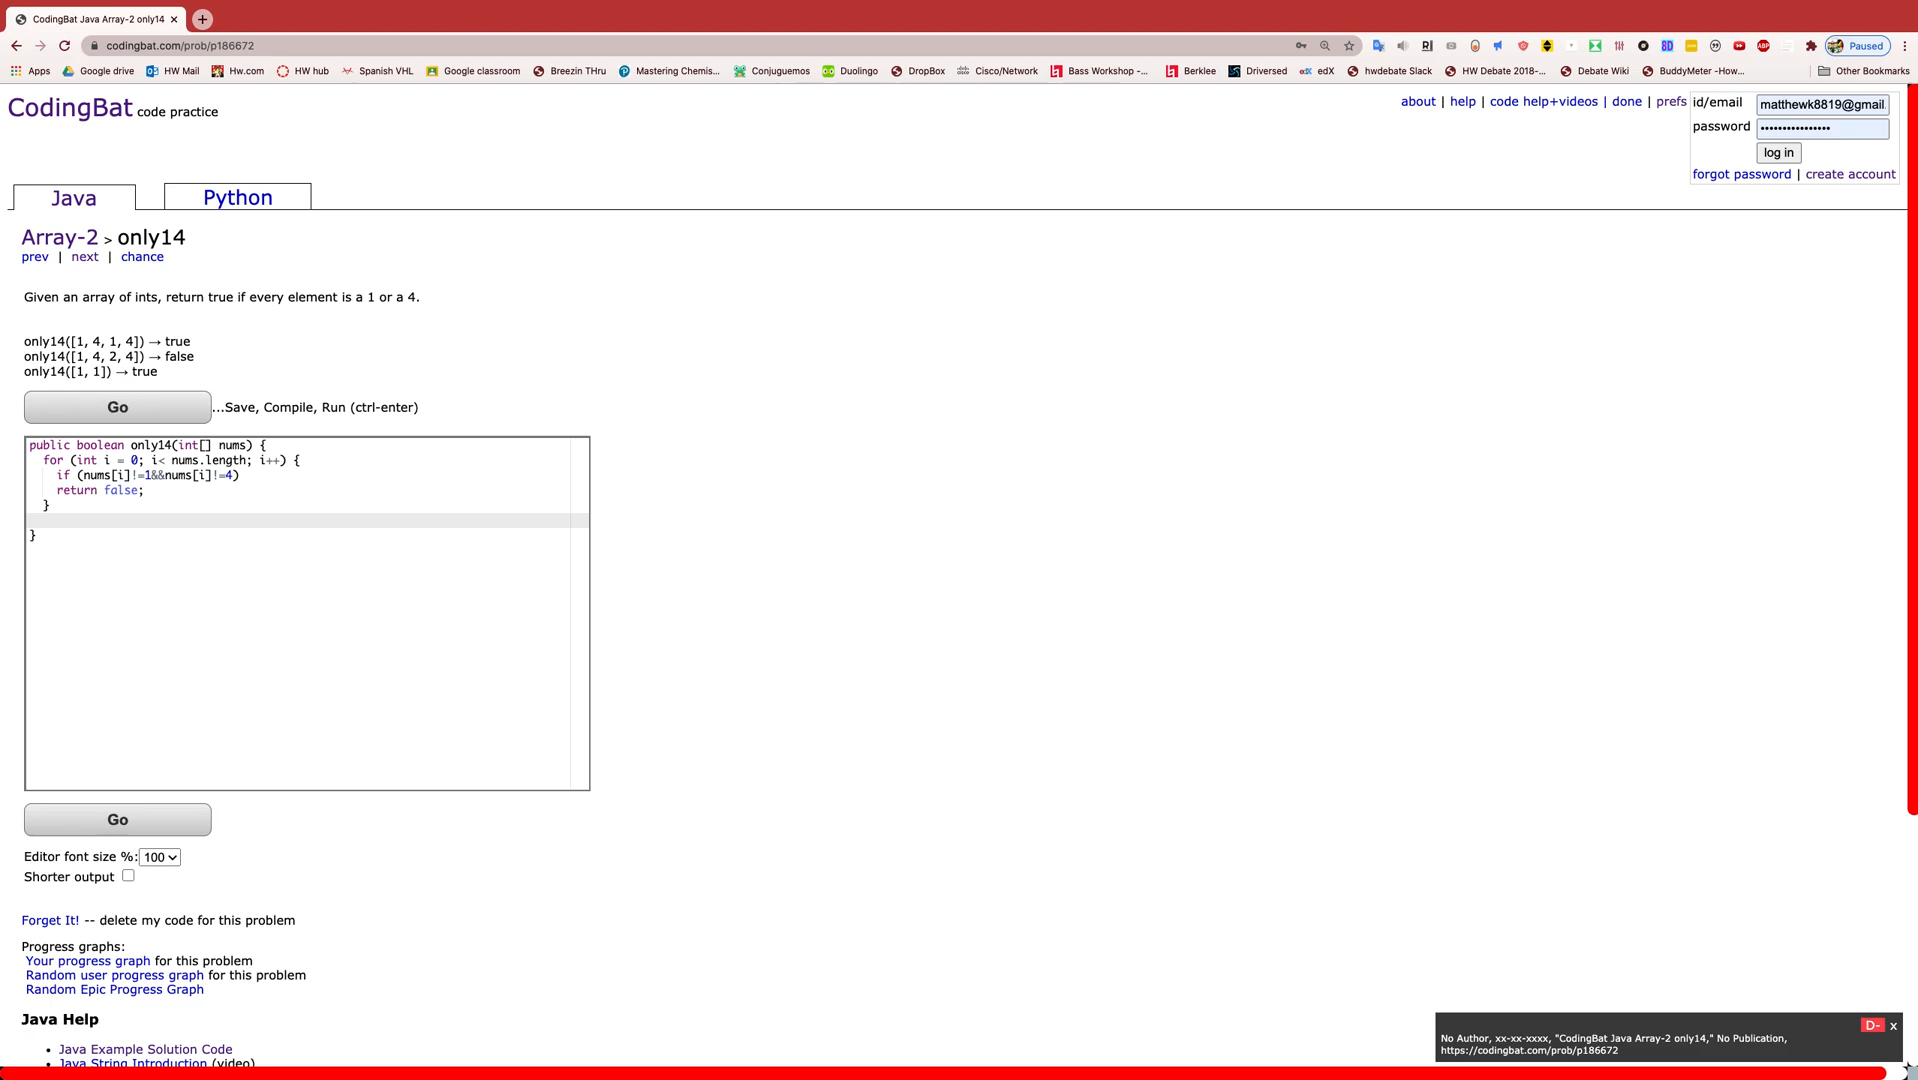 CodingBat Java Array-2 only14
codingbat.com/prob/p186672
Paused
Apps Google drive HW Mail Hw.com HW hub Spanish VHL Google classroom Breezin THru Mastering Chemis... Conjuguemos Duolingo DropBox Cisco/Network Bass Workshop -... Berklee Driversed edX hwdebate Slack HW Debate 2018-... Debate Wiki BuddyMeter -How... Other Bookmarks
CodingBat code practice
about | help | code help+videos | done | prefs
id/email matthewk8819@gmail
password ••••••••••••••••
log in
forgot password | create account
Java Python
Array-2 > only14
prev | next | chance
Given an array of ints, return true if every element is a 1 or a 4.
only14([1, 4, 1, 4]) → true
only14([1, 4, 2, 4]) → false
only14([1, 1]) → true
Go ...Save, Compile, Run (ctrl-enter)
public boolean only14(int[] nums) {
for (int i = 0; i< nums.length; i++) {
if (nums[i]!=1&&nums[i]!=4)
return false;
}
}
Go
Editor font size %: 100
Shorter output
Forget It! -- delete my code for this problem
Progress graphs:
Your progress graph for this problem
Random user progress graph for this problem
Random Epic Progress Graph
Java Help
• Java Example Solution Code
• Java String Introduction (video)
D- x
No Author, xx-xx-xxxx, "CodingBat Java Array-2 only14," No Publication,
https://codingbat.com/prob/p186672